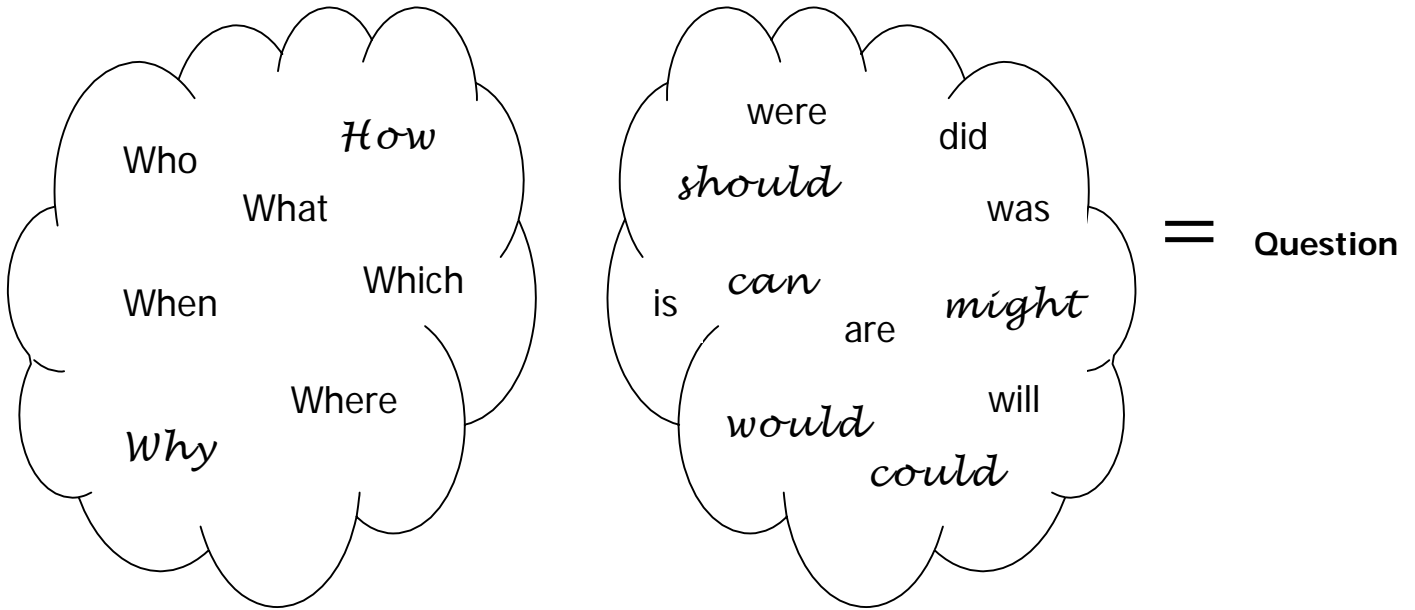 Who
How
What
Which
When
Where
Why
were
did
should
was
can
is
might
are
will
would
could
=
Question